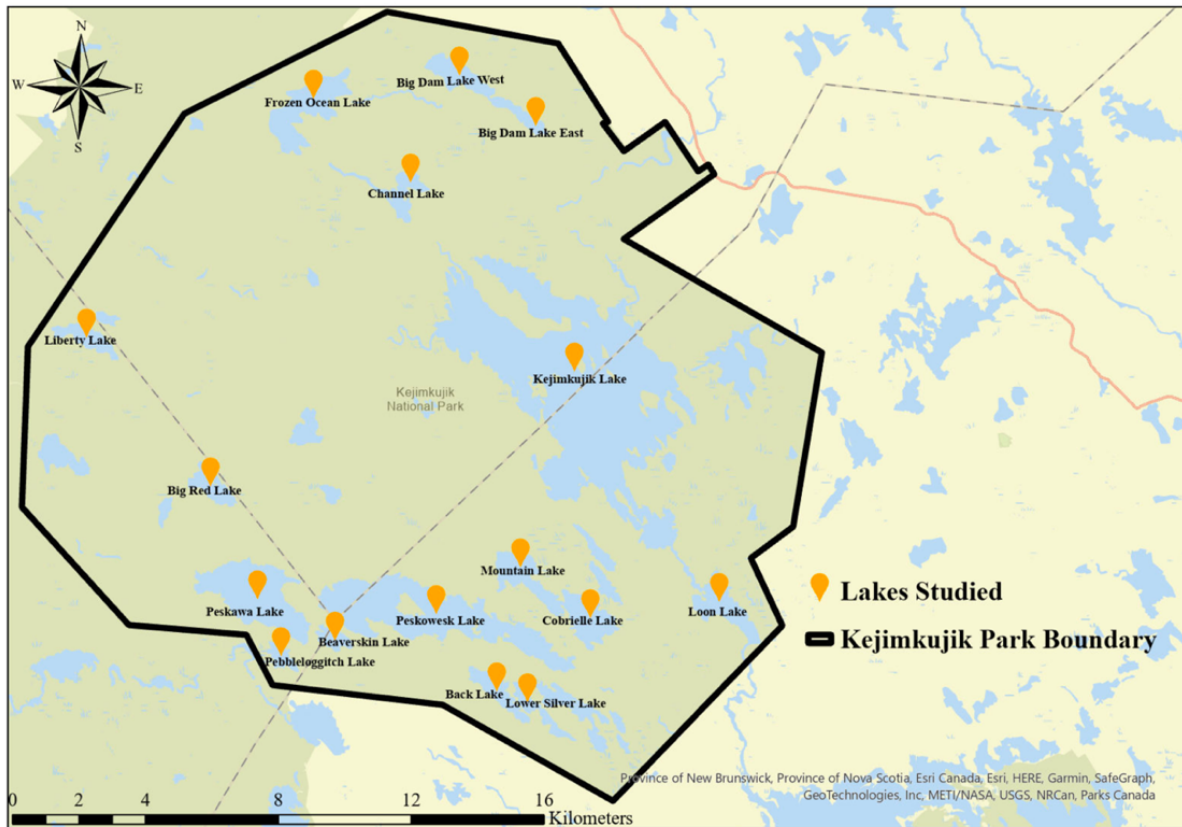 N
W
E
S
Big Dam Lake West
Frozen Ocean Lake
Big Dam Lake East
Channel Lake
Liberty Lake
Kejimkujik Lake
Kejimkujik
National Park
Big Red Lake
Mountain Lake
Peskawa Lake
Peskowesk Lake
Cobrielle Lake
Loon Lake
Beaverskin Lake
Pebbleløggitch Lake
Back Lake
Lower Silver Lake
Lakes Studied
Kejimkujik Park Boundary
Province of New Brunswick, Province of Nova Scotia, Esri Canada, Esri, HERE, Garmin, SafeGraph,
GeoTechnologies, Inc, METI/NASA, USGS, NRCan, Parks Canada
0 2 4 8 12 16
Kilometers